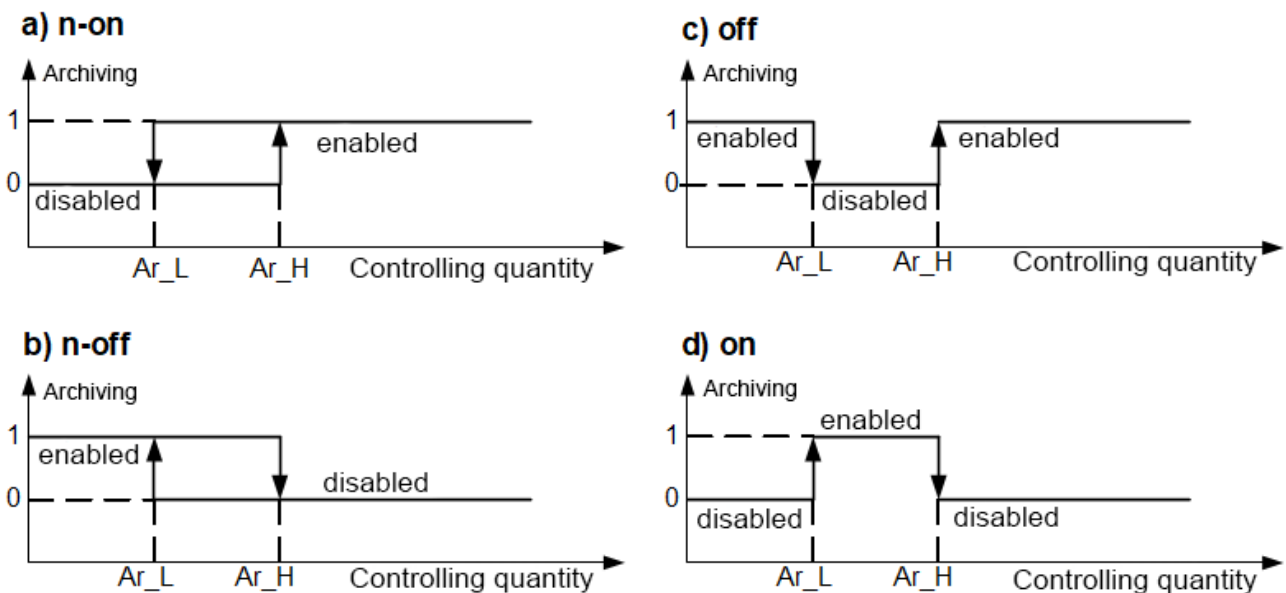 a) n-on
Archiving
1
enabled
0
disabled
Ar_L Ar_H Controlling quantity
c) off
Archiving
1
enabled enabled
0
disabled
Ar_L Ar_H Controlling quantity
b) n-off
Archiving
1
enabled
disabled
0
Ar_L Ar_H Controlling quantity
d) on
Archiving
enabled
1
0
disabled disabled
Ar_L Ar_H Controlling quantity